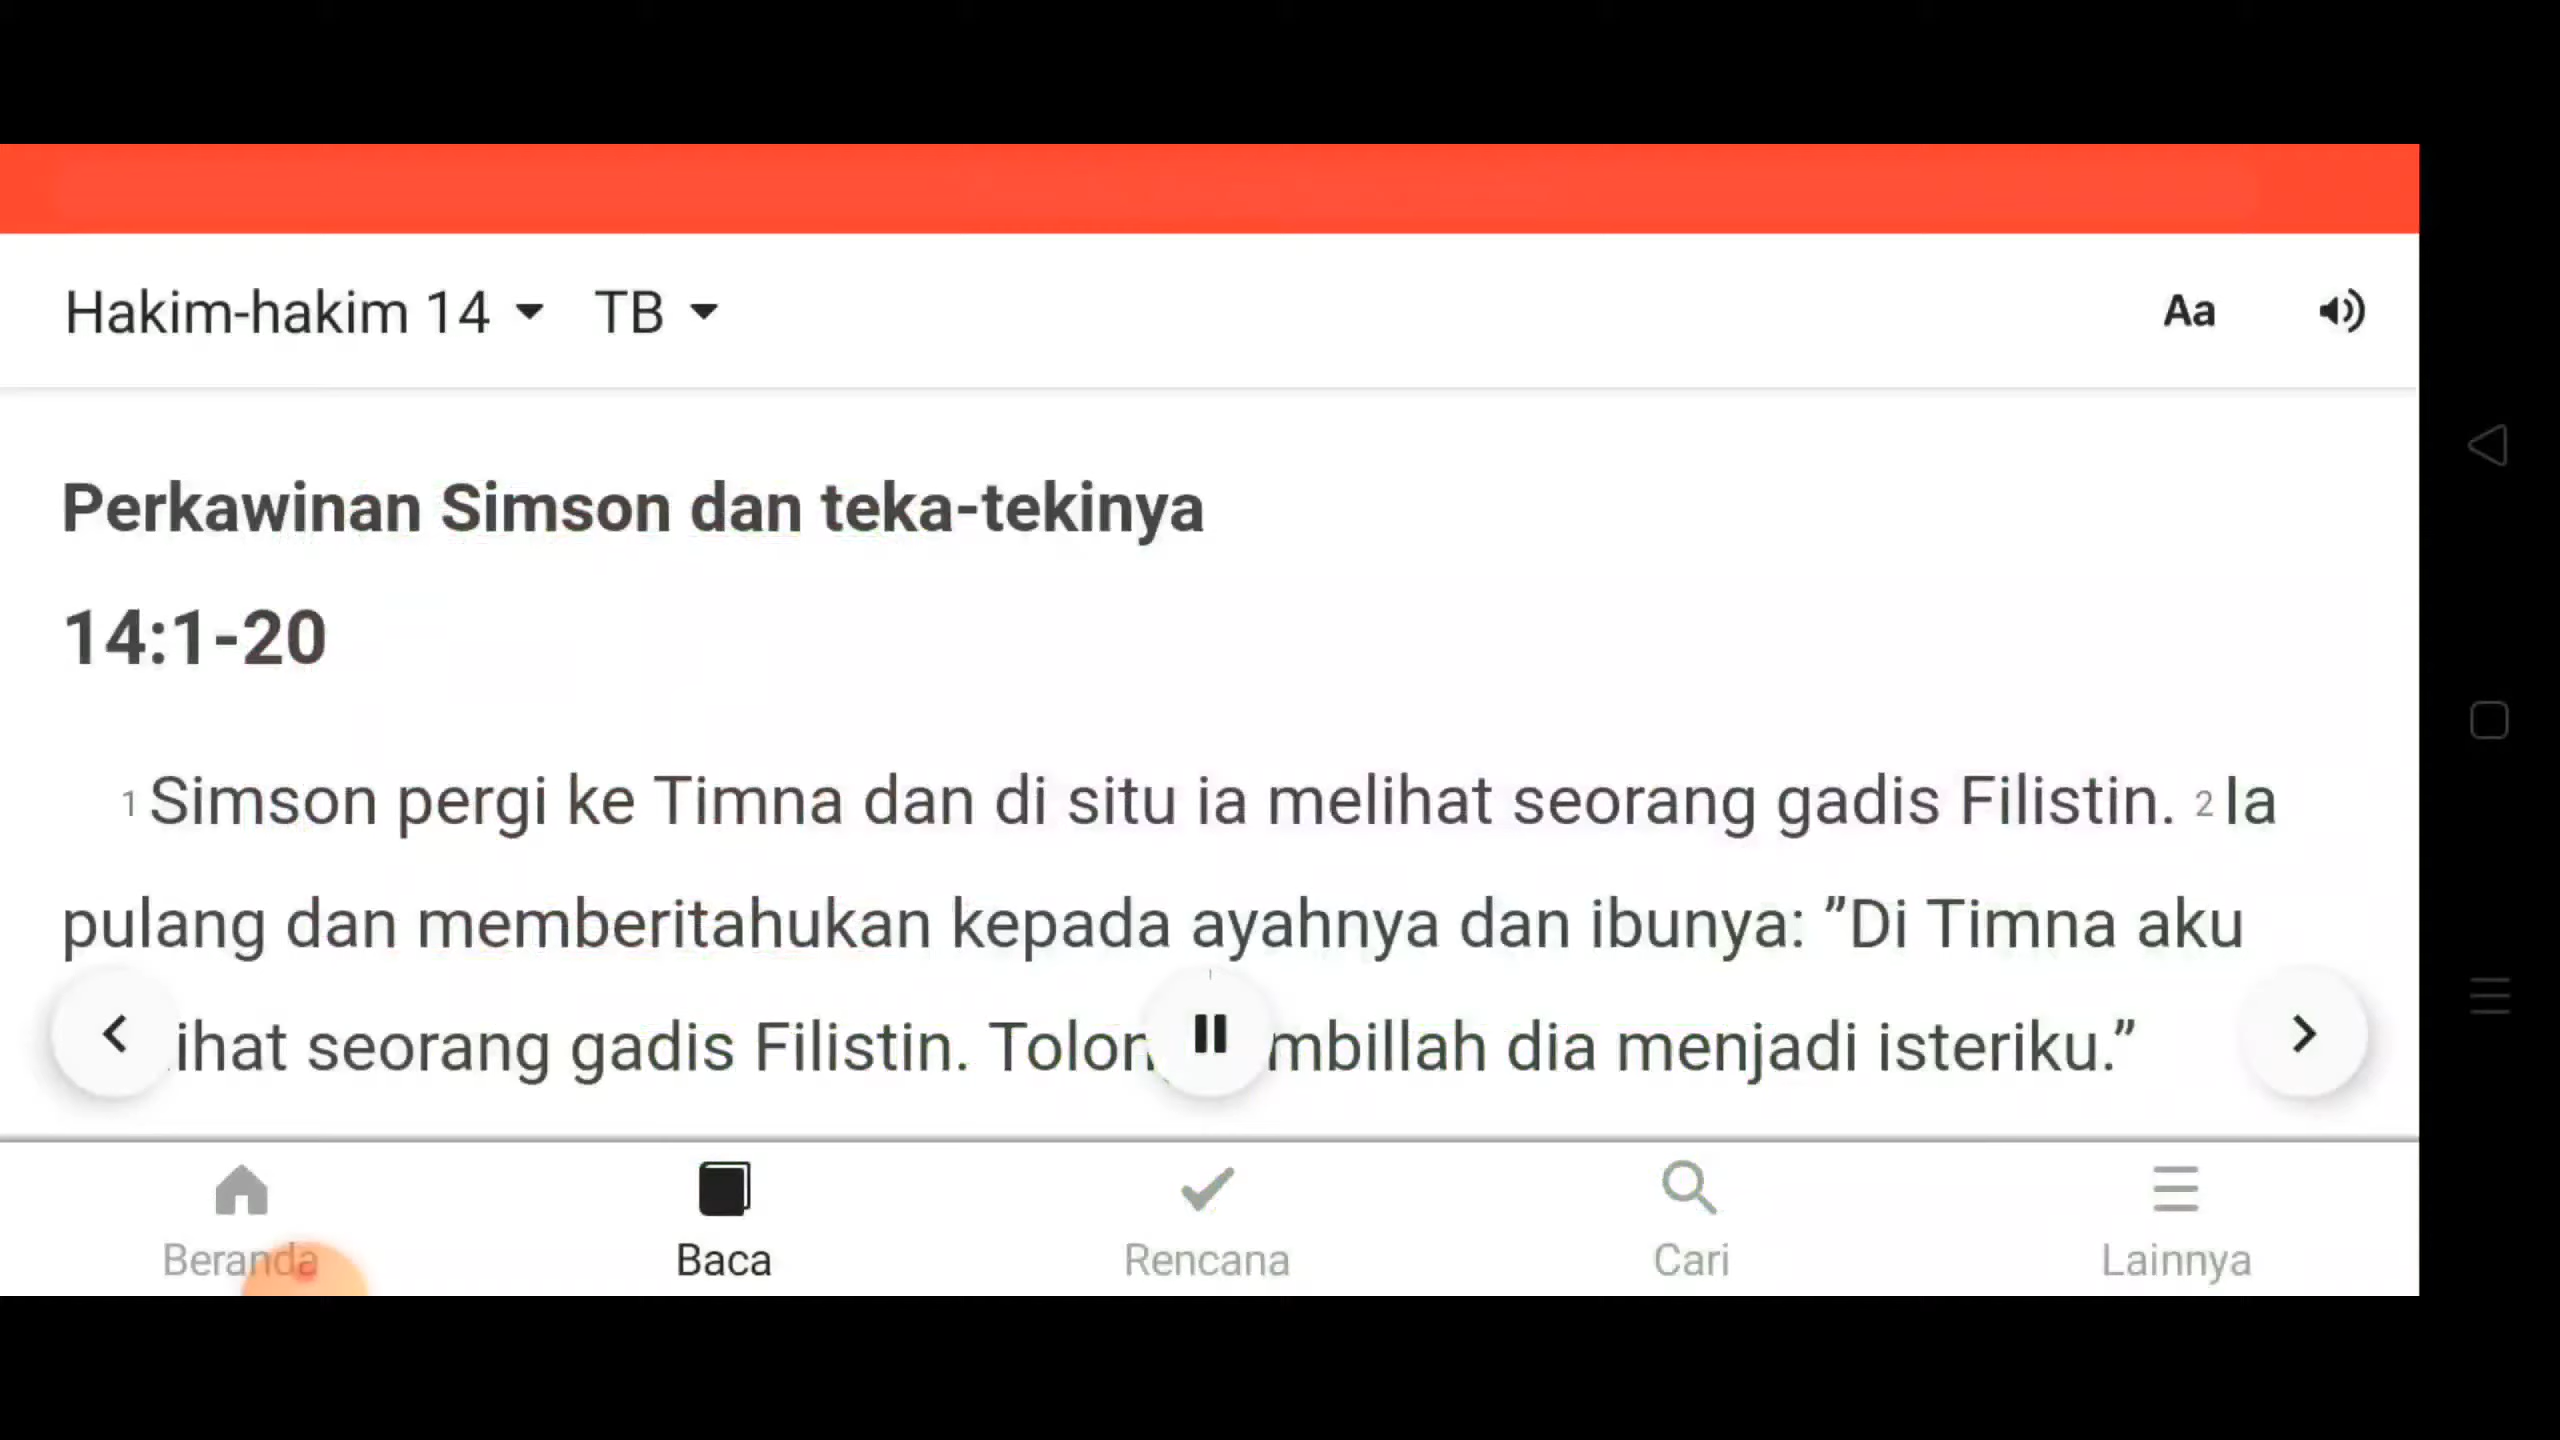 Hakim-hakim 14 TB Aa
Perkawinan Simson dan teka-tekinya
14:1-20
1 Simson pergi ke Timna dan di situ ia melihat seorang gadis Filistin. 2 Ia
pulang dan memberitahukan kepada ayahnya dan ibunya: ”Di Timna aku
seorang gadis Filistin. dia menjadi isteriku.”
Beranda Baca Rencana Cari Lainnya